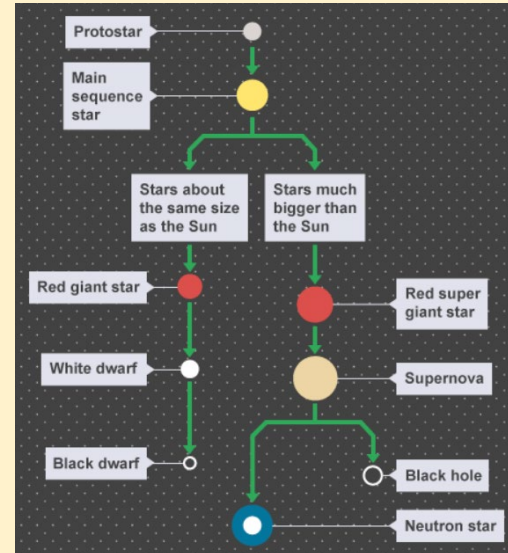 Protostar
Main
sequence
star
Stars about
the same size
as the Sun
Stars much
bigger than
the Sun
Red giant star
Red super
giant star
White dwarf
Supernova
Black dwarf
Black hole
Neutron star